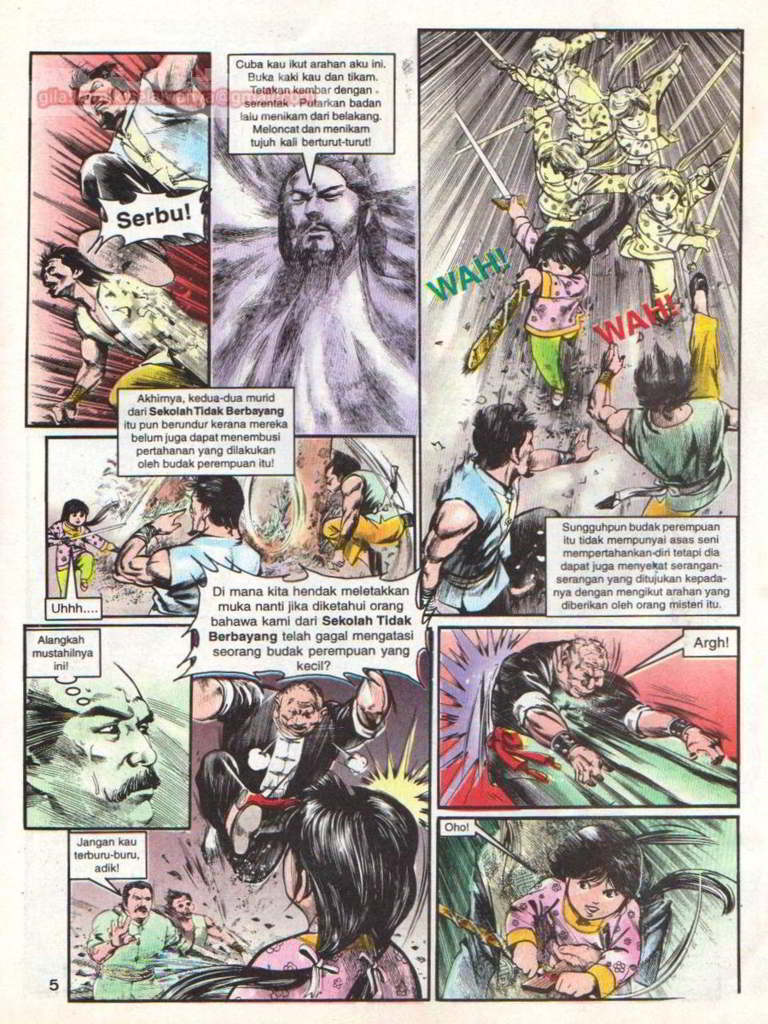 Serbu!
Cuba kau ikut arahan aku ini.
Buka kaki kau dan tikam.
Tetakan kembar dengan
serentak. Putarkan badan
lalu menikam dari belakang.
Meloncat dan menikam
tujuh kali berturut-turut!
WAH!
WAH!
Sungguhpun budak perempuan
itu tidak mempunyai asas seni
mempertahankan diri tetapi dia
dapat juga menyekat serangan-
serangan yang ditujukan kepada-
nya dengan mengikut arahan yang
diberikan oleh orang misteri itu.
Akhirnya, kedua-dua murid
dari Sekolah Tidak Berbayang
itu pun berundur kerana mereka
belum juga dapat menembusi
pertahanan yang dilakukan
oleh budak perempuan itu!
Uhhh....
Alangkah
mustahilnya
ini!
Di mana kita hendak meletakkan
muka nanti jika diketahui orang
bahawa kami dari Sekolah Tidak
Berbayang telah gagal mengatasi
seorang budak perempuan yang
kecil?
Jangan kau
terburu-buru,
adik!
Argh!
Oho!
5